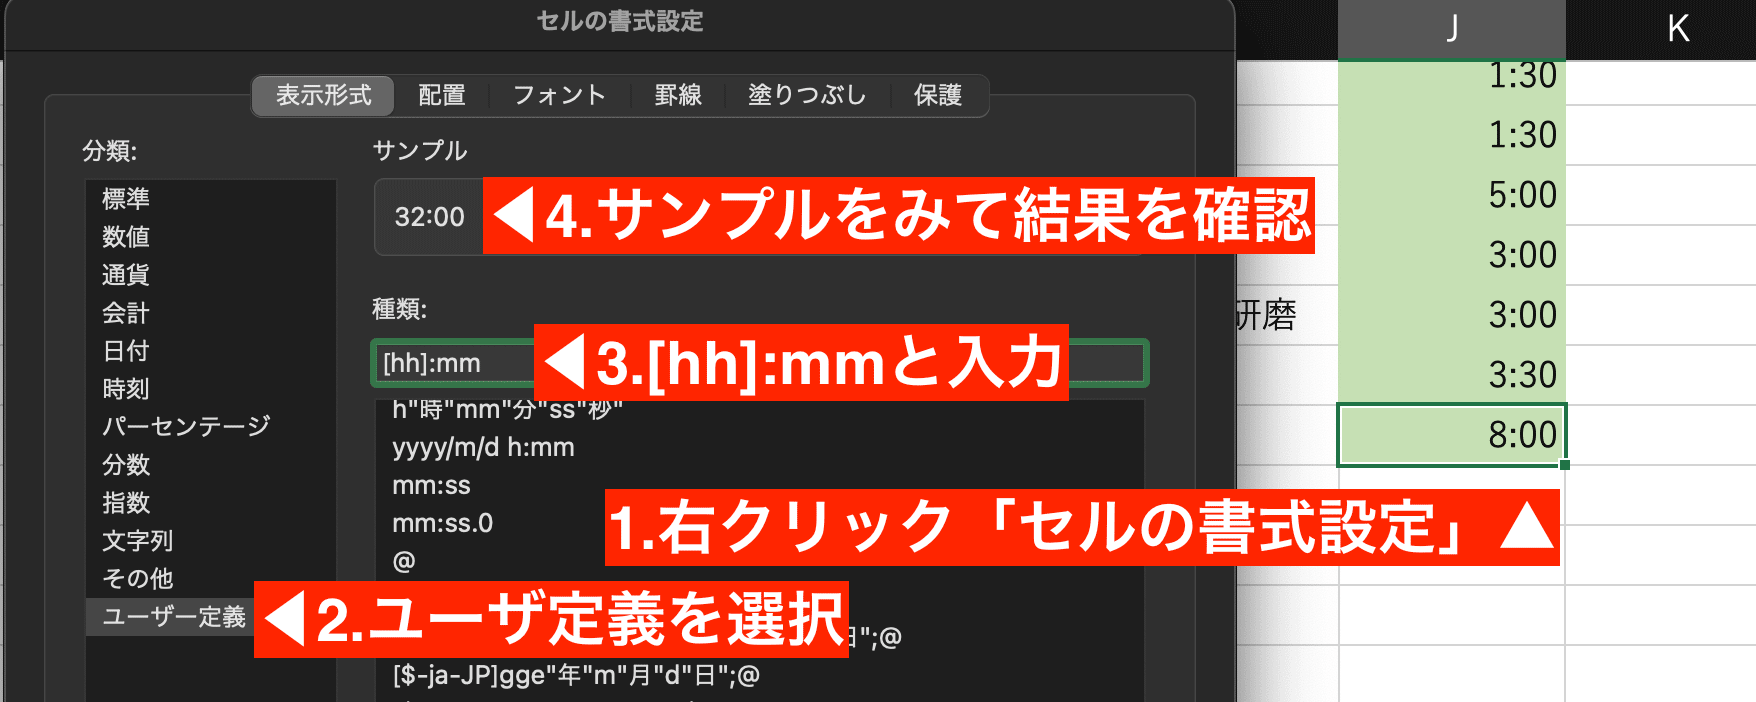 セルの書式設定
J
K
表示形式
配置
フォント
罫線
塗りつぶし
保護
分類:
標準
数値
通貨
会計
日付
時刻
パーセンテージ
分数
指数
文字列
その他
ユーザー定義
◀2.ユーザ定義を選択
サンプル
32:00
◀4.サンプルをみて結果を確認
種類:
[hh]:mm
◀3.[hh]:mmと入力
h"時"mm"分"ss"秒"
yyyy/m/d h:mm
mm:ss
mm:ss.0
@
日";@
[$-ja-JP]gge"年"m"月"d"日";@
1.右クリック「セルの書式設定」▲
研磨
1:30
1:30
5:00
3:00
3:00
3:30
8:00